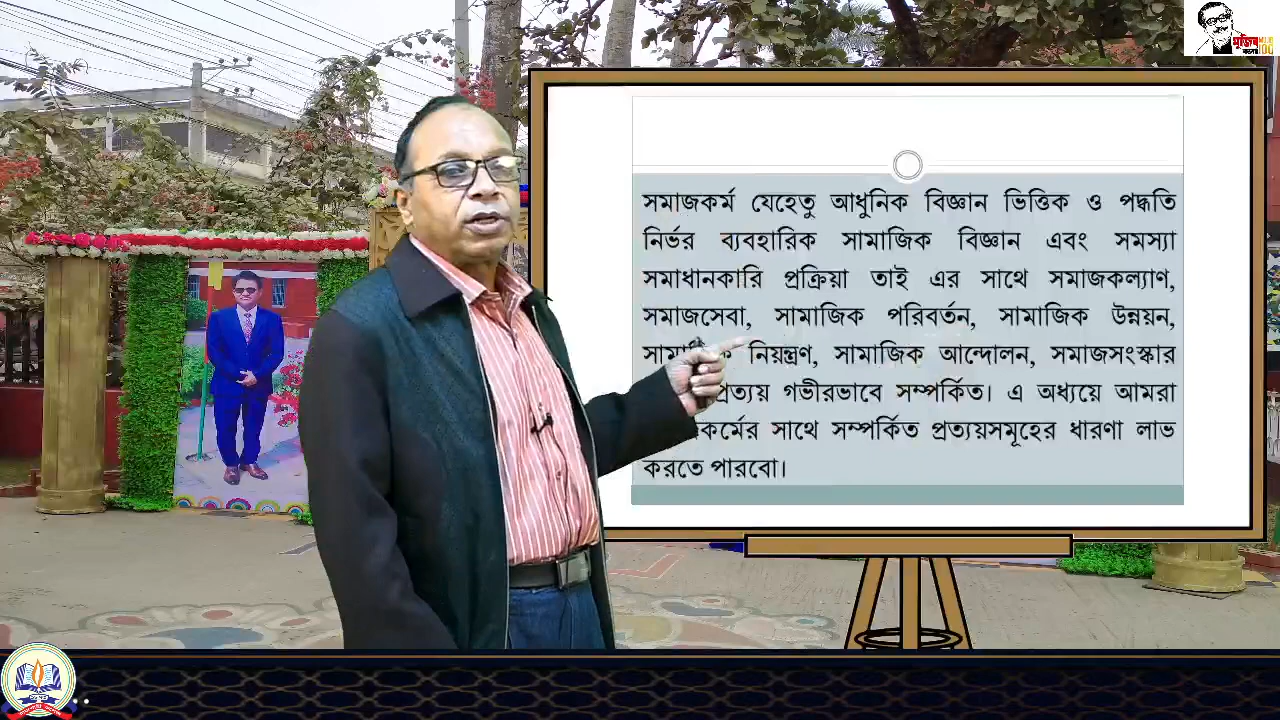 সমাজকর্ম যেহেতু আধুনিক বিজ্ঞান ভিত্তিক ও পদ্ধতি
নির্ভর ব্যবহারিক সামাজিক বিজ্ঞান এবং সমস্যা
সমাধানকারি প্রক্রিয়া তাই এর সাথে সমাজকল্যাণ,
সমাজসেবা, সামাজিক পরিবর্তন, সামাজিক উন্নয়ন,
নিয়ন্ত্রণ, সামাজিক আন্দোলন, সমাজসংস্কার
প্রত্যয় গভীরভাবে সম্পর্কিত। এ অধ্যয়ে আমরা
সাথে সম্পর্কিত প্রত্যয়সমূহের ধারণা লাভ
করতে পারবো।